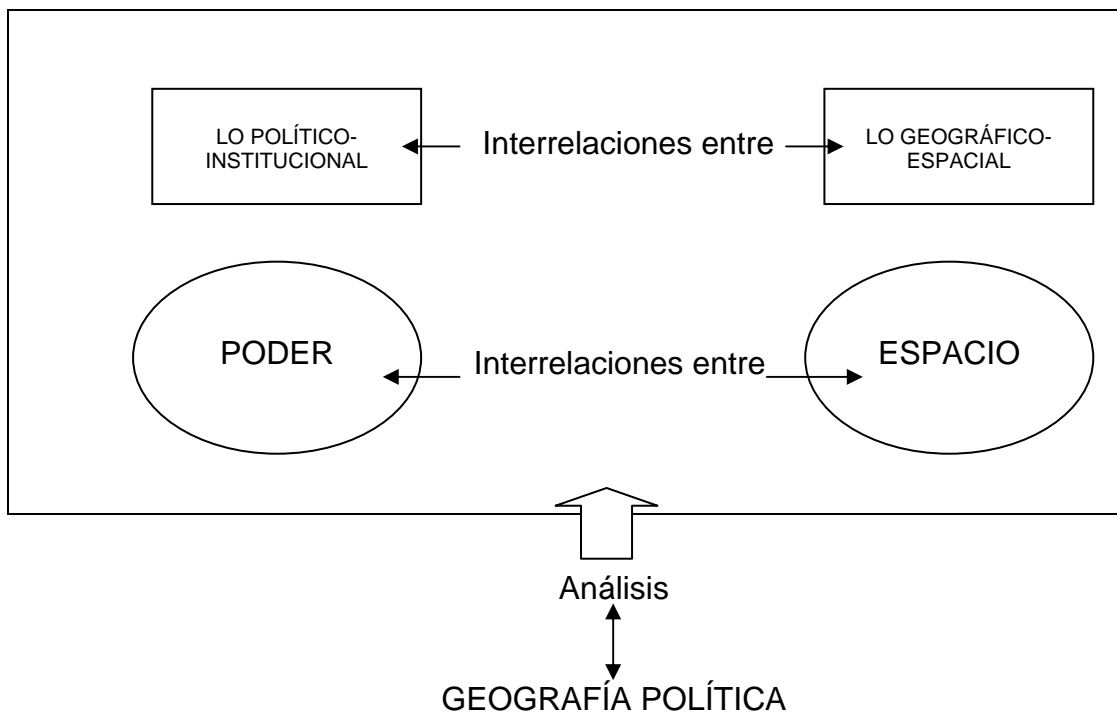 LO POLÍTICO-
INSTITUCIONAL
Interrelaciones entre
LO GEOGRÁFICO-
ESPACIAL
PODER
Interrelaciones entre
ESPACIO
Análisis
GEOGRAFÍA POLÍTICA